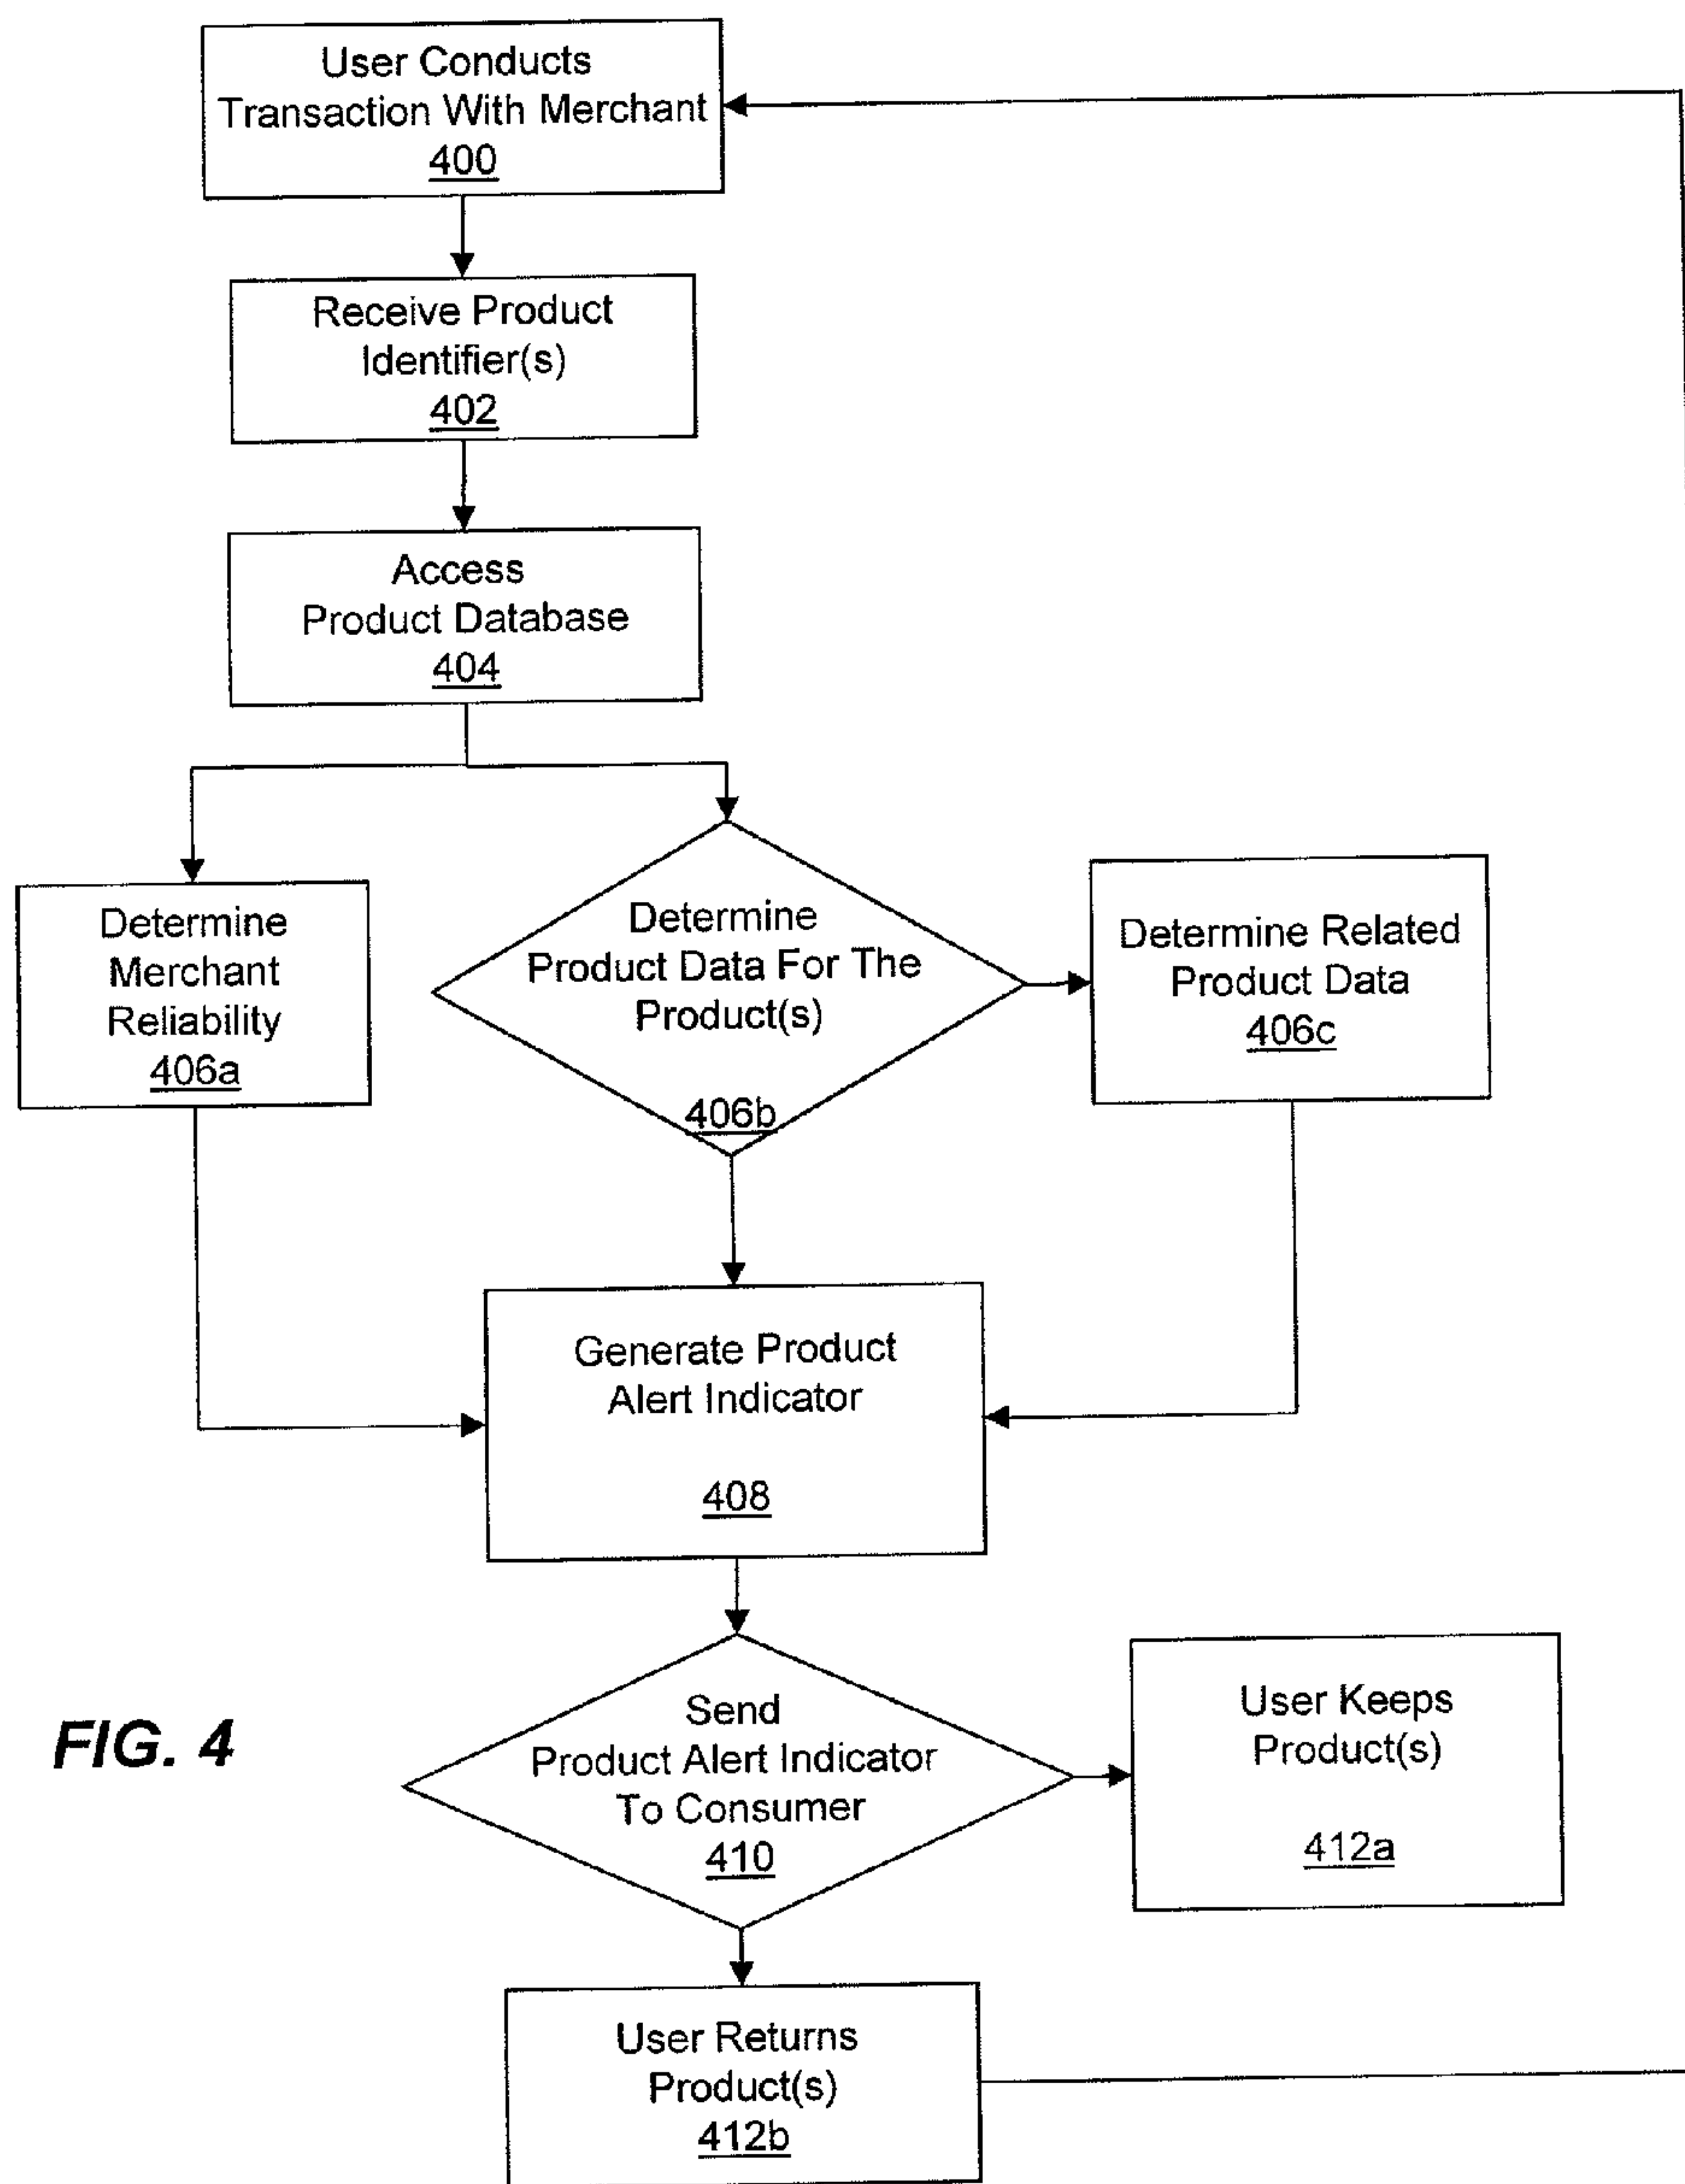 User Conducts
Transaction With Merchant
400
Receive Product
Identifier(s)
402
Access
Product Database
404
Determine
Merchant
Reliability
406a
Determine
Product Data For The
Product(s)
406b
Determine Related
Product Data
406c
Generate Product
Alert Indicator
408
Send
Product Alert Indicator
To Consumer
410
User Keeps
Product(s)
412a
User Returns
Product(s)
412b
FIG. 4